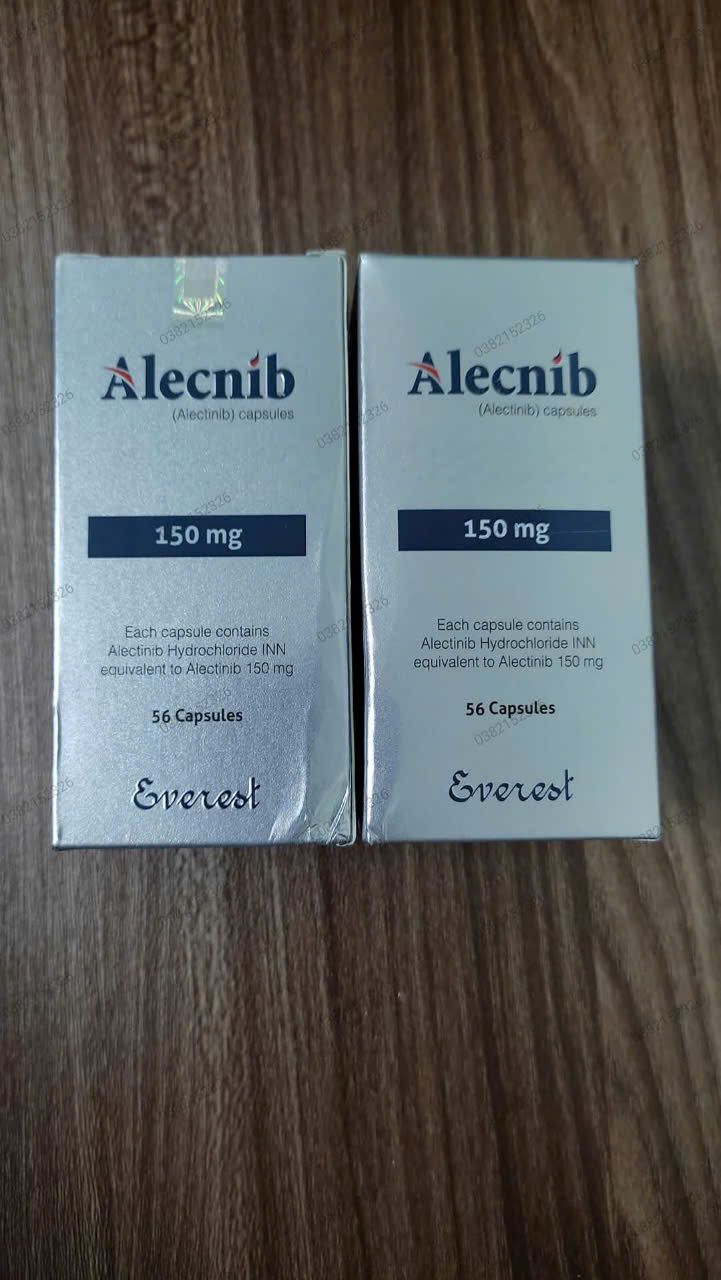 Alecnib
(Alectinib) capsules
150 mg
Each capsule contains
Alectinib Hydrochloride INN
equivalent to Alectinib 150 mg
56 Capsules
Everest
Alecnib
(Alectinib) capsules
150 mg
Each capsule contains
Alectinib Hydrochloride INN
equivalent to Alectinib 150 mg
56 Capsules
Everest
0382152326